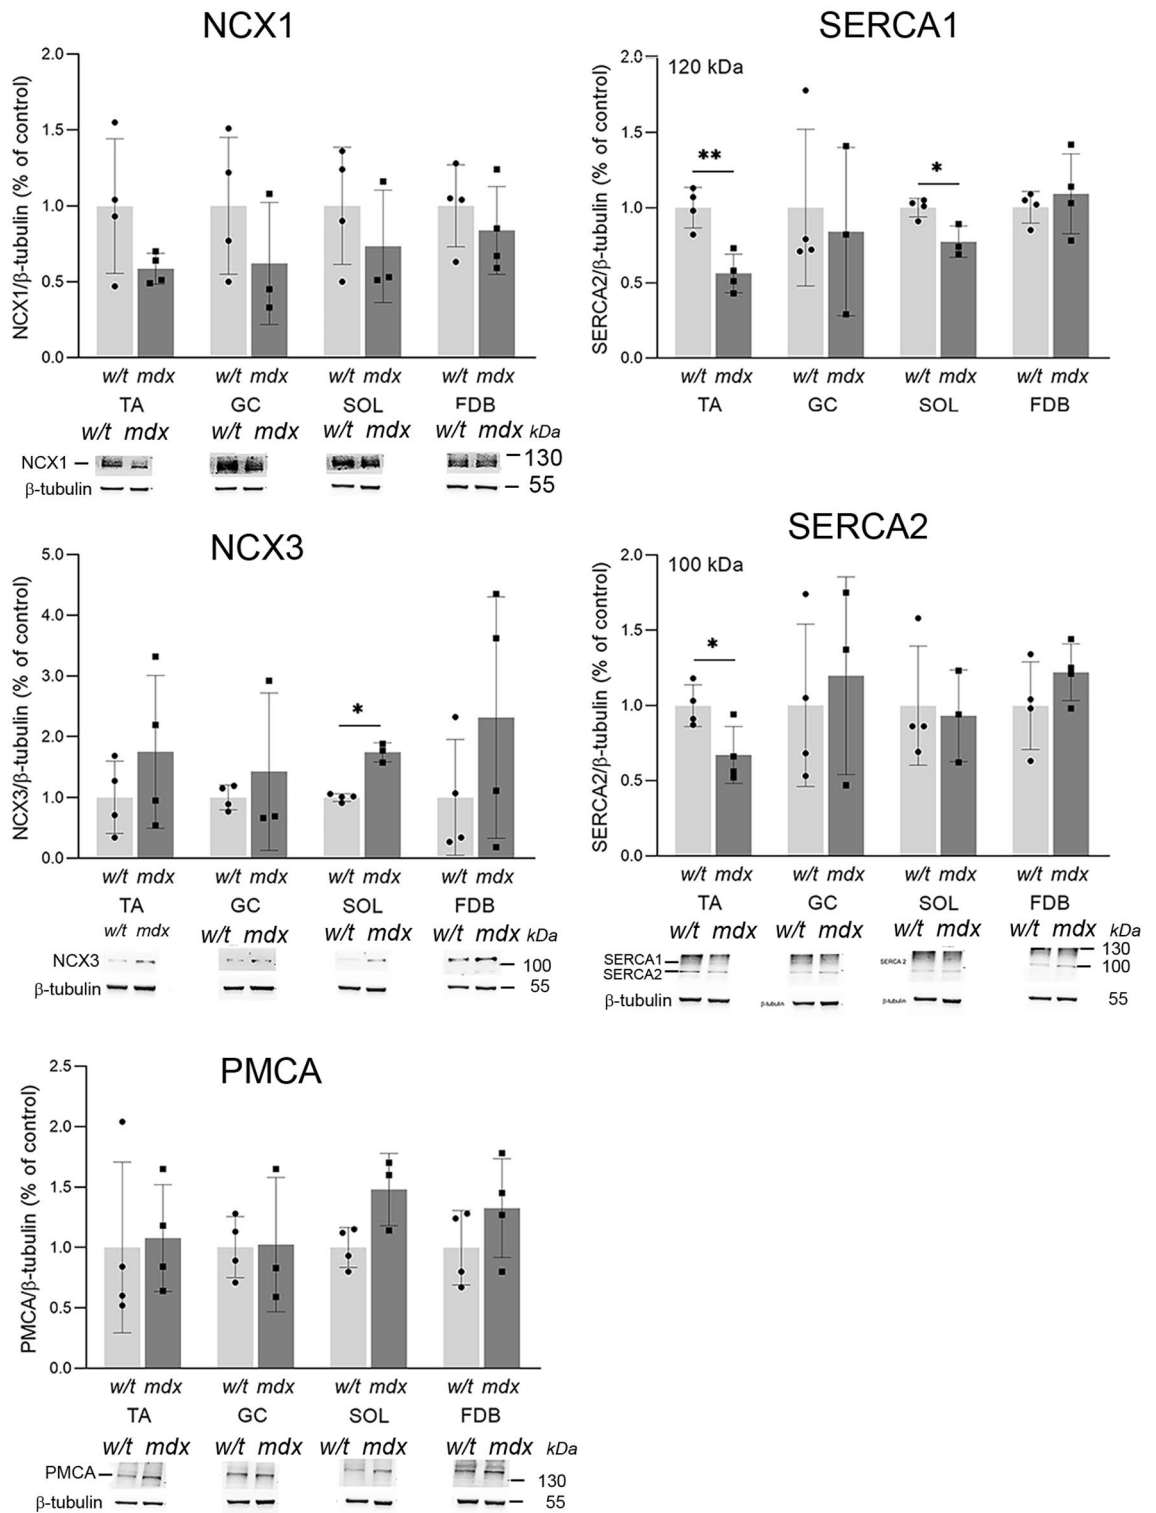 NCX1
2.0
1.5
1.0
0.5
0.0
NCX1/β-tubulin (% of control)
w/t mdx w/t mdx w/t mdx w/t mdx
TA GC SOL FDB
w/t mdx w/t mdx w/t mdx w/t mdx kDa
NCX1 130
β-tubulin 55
SERCA1
120 kDa
2.0
1.5
1.0
0.5
0.0
SERCA2/β-tubulin (% of control)
** *
w/t mdx w/t mdx w/t mdx w/t mdx
TA GC SOL FDB
NCX3
5.0
4.0
3.0
2.0
1.0
0.0
NCX3/β-tubulin (% of control)
*
w/t mdx w/t mdx w/t mdx w/t mdx
TA GC SOL FDB
w/t mdx w/t mdx w/t mdx w/t mdx kDa
NCX3 100
β-tubulin 55
SERCA2
100 kDa
2.0
1.5
1.0
0.5
0.0
SERCA2/β-tubulin (% of control)
*
w/t mdx w/t mdx w/t mdx w/t mdx
TA GC SOL FDB
w/t mdx w/t mdx w/t mdx w/t mdx kDa
SERCA1 130
SERCA2 SERCA 2 100
β-tubulin β-tubulin β-tubulin 55
PMCA
2.5
2.0
1.5
1.0
0.5
0.0
PMCA/β-tubulin (% of control)
w/t mdx w/t mdx w/t mdx w/t mdx
TA GC SOL FDB
w/t mdx w/t mdx w/t mdx w/t mdx kDa
PMCA 130
β-tubulin 55